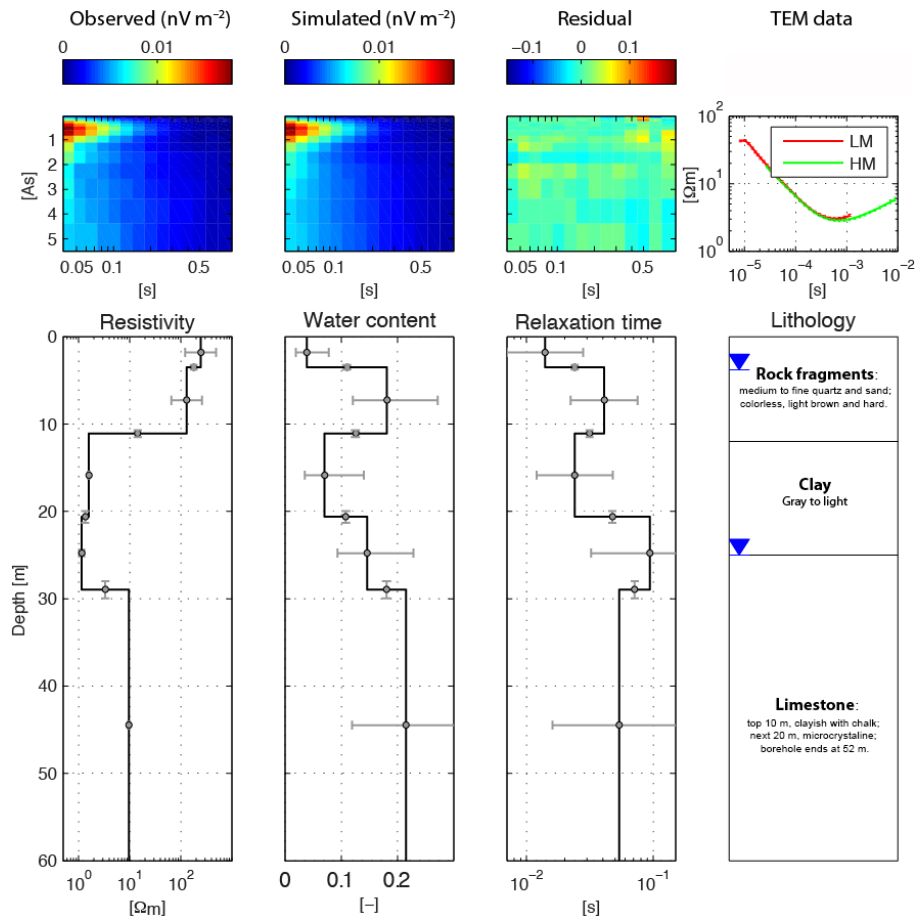 Observed (nV m⁻²)
Simulated (nV m⁻²)
Residual
TEM data
0
0.01
0
0.01
−0.1
0
0.1
[As]
1
2
3
4
5
0.05
0.1
0.5
[s]
0.05
0.1
0.5
[s]
0.05
0.1
0.5
[s]
[Ωm]
10²
10¹
10⁰
LM
HM
10⁻⁵
10⁻⁴
10⁻³
10⁻²
[s]
Resistivity
Water content
Relaxation time
Lithology
Depth [m]
0
10
20
30
40
50
60
10⁰
10¹
10²
[Ωm]
0
0.1
0.2
[−]
10⁻²
10⁻¹
[s]
Rock fragments:
medium to fine quartz and sand;
colorless, light brown and hard.
Clay
Gray to light
Limestone:
top 10 m, clayish with chalk;
next 20 m, microcrystaline;
borehole ends at 52 m.